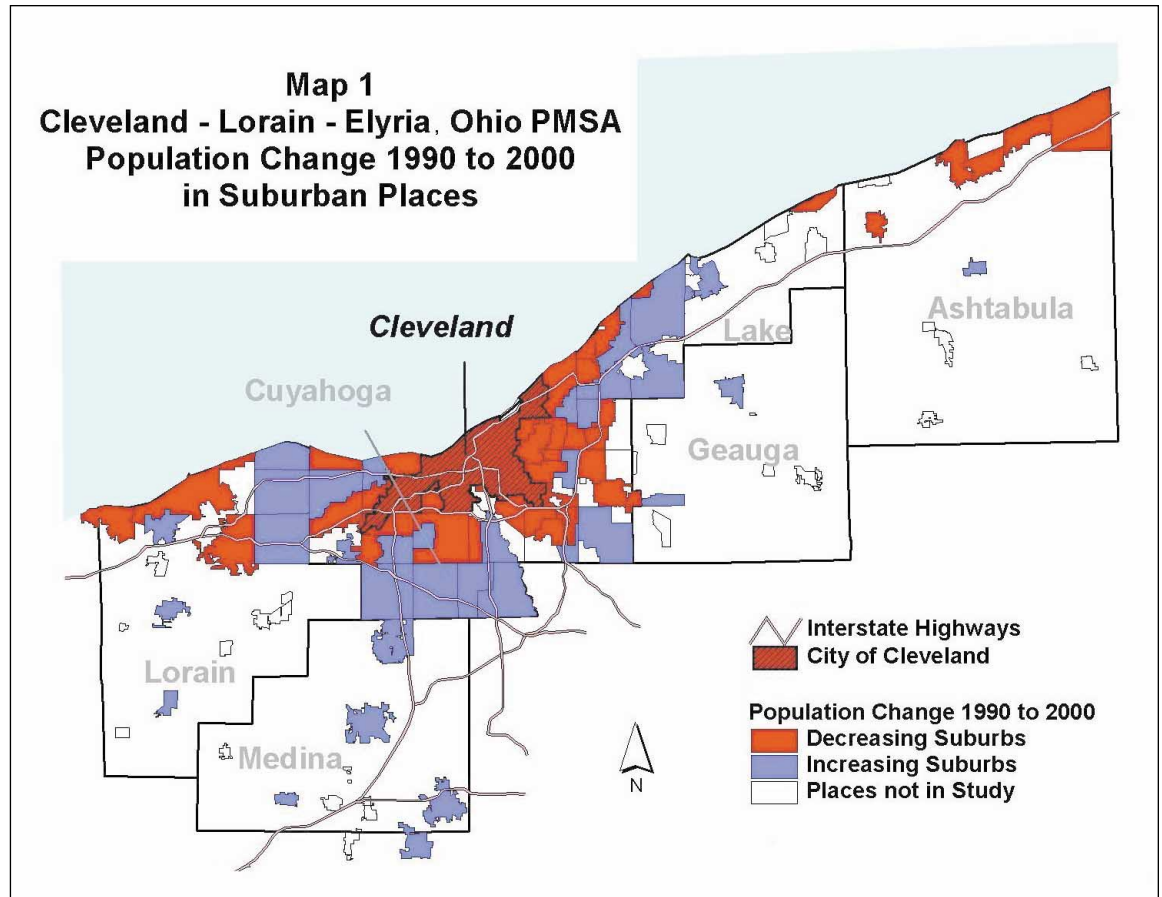 Map 1
Cleveland - Lorain - Elyria, Ohio PMSA
Population Change 1990 to 2000
in Suburban Places
Cleveland
Cuyahoga
Lake
Ashtabula
Geauga
Lorain
Medina
N
Interstate Highways
City of Cleveland
Population Change 1990 to 2000
Decreasing Suburbs
Increasing Suburbs
Places not in Study